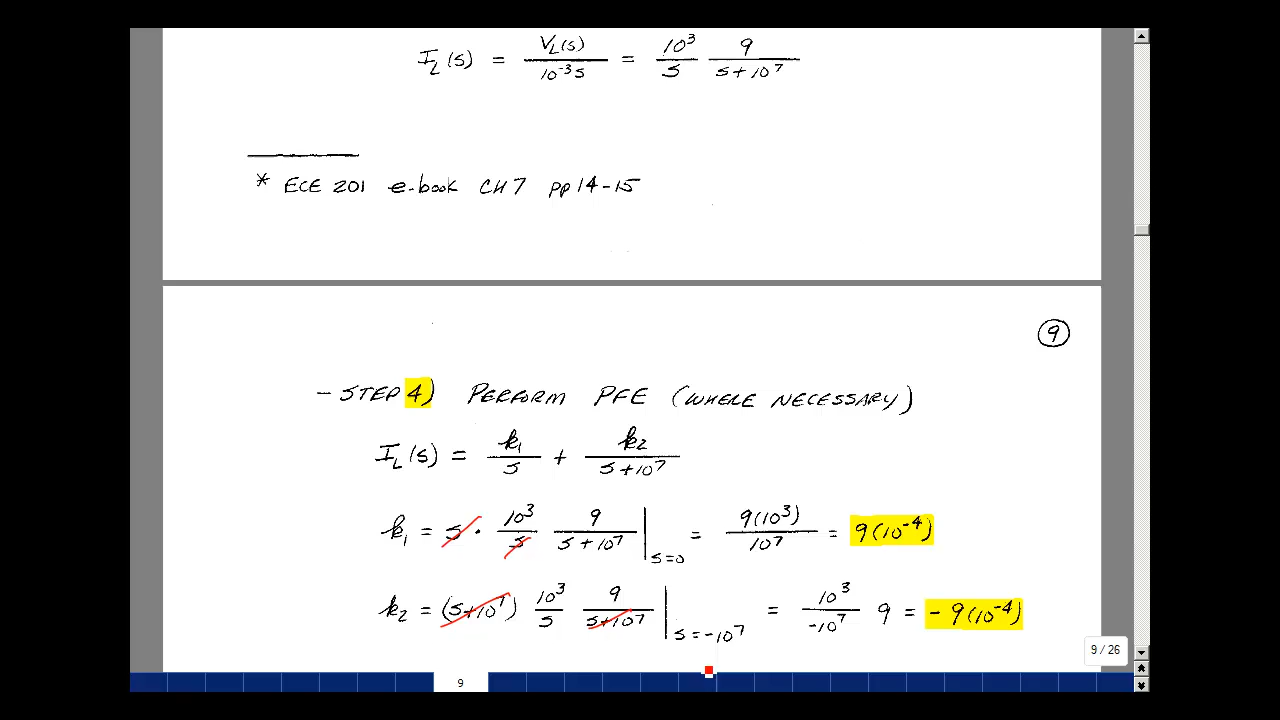 I_L(s) = V_L(s) / 10^-3 s = 10^3 / s 9 / s+10^7
* ECE 201 e-book CH 7 pp 14-15
9
- STEP 4) PERFORM PFE (WHERE NECESSARY)
I_L(s) = k_1 / s + k_2 / s+10^7
k_1 = s · 10^3 / s 9 / s+10^7 | s=0 = 9(10^3) / 10^7 = 9(10^-4)
k_2 = (s+10^7) 10^3 / s 9 / s+10^7 | s=-10^7 = 10^3 / -10^7 9 = -9(10^-4)
9 / 26
9